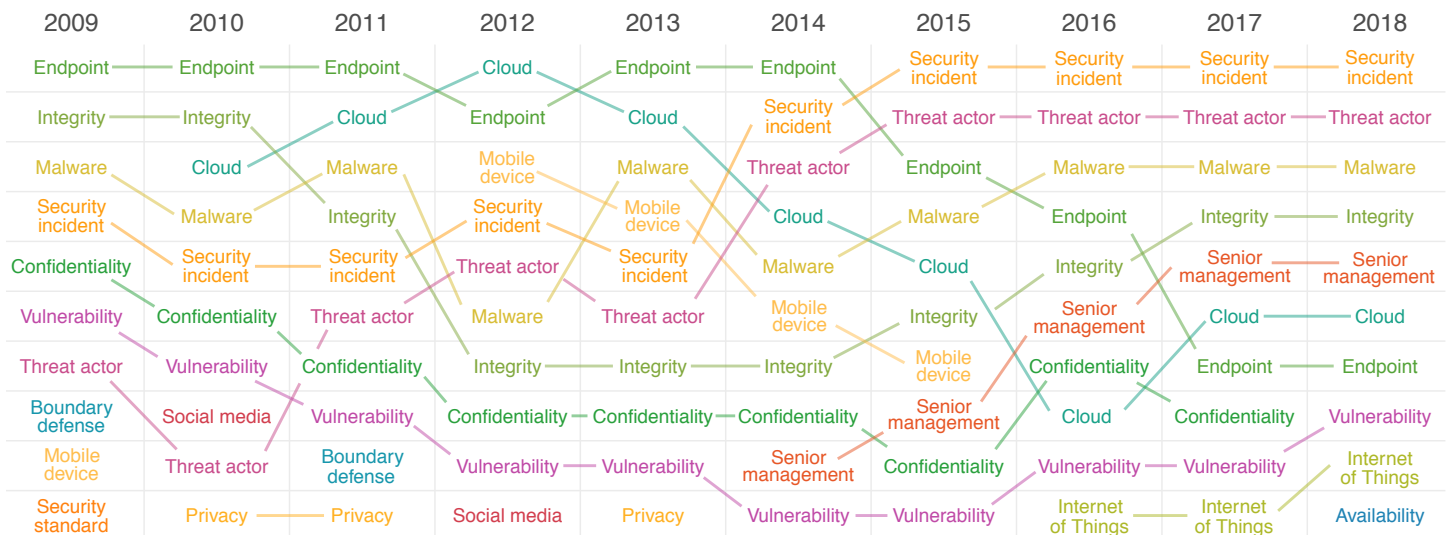 2009 2010 2011 2012 2013 2014 2015 2016 2017 2018
Endpoint Endpoint Endpoint Cloud Endpoint Endpoint Security incident Security incident Security incident Security incident
Integrity Integrity Cloud Endpoint Cloud Security incident Threat actor Threat actor Threat actor Threat actor
Malware Cloud Malware Mobile device Malware Threat actor Endpoint Malware Malware Malware
Security incident Malware Integrity Security incident Mobile device Cloud Malware Endpoint Integrity Integrity
Confidentiality Security incident Security incident Threat actor Security incident Malware Cloud Integrity Senior management Senior management
Vulnerability Confidentiality Threat actor Malware Threat actor Mobile device Integrity Senior management Cloud Cloud
Threat actor Vulnerability Confidentiality Integrity Integrity Integrity Mobile device Confidentiality Endpoint Endpoint
Boundary defense Social media Vulnerability Confidentiality Confidentiality Confidentiality Senior management Cloud Confidentiality Vulnerability
Mobile device Threat actor Boundary defense Vulnerability Vulnerability Senior management Confidentiality Vulnerability Vulnerability Internet of Things
Security standard Privacy Privacy Social media Privacy Vulnerability Vulnerability Internet of Things Internet of Things Availability